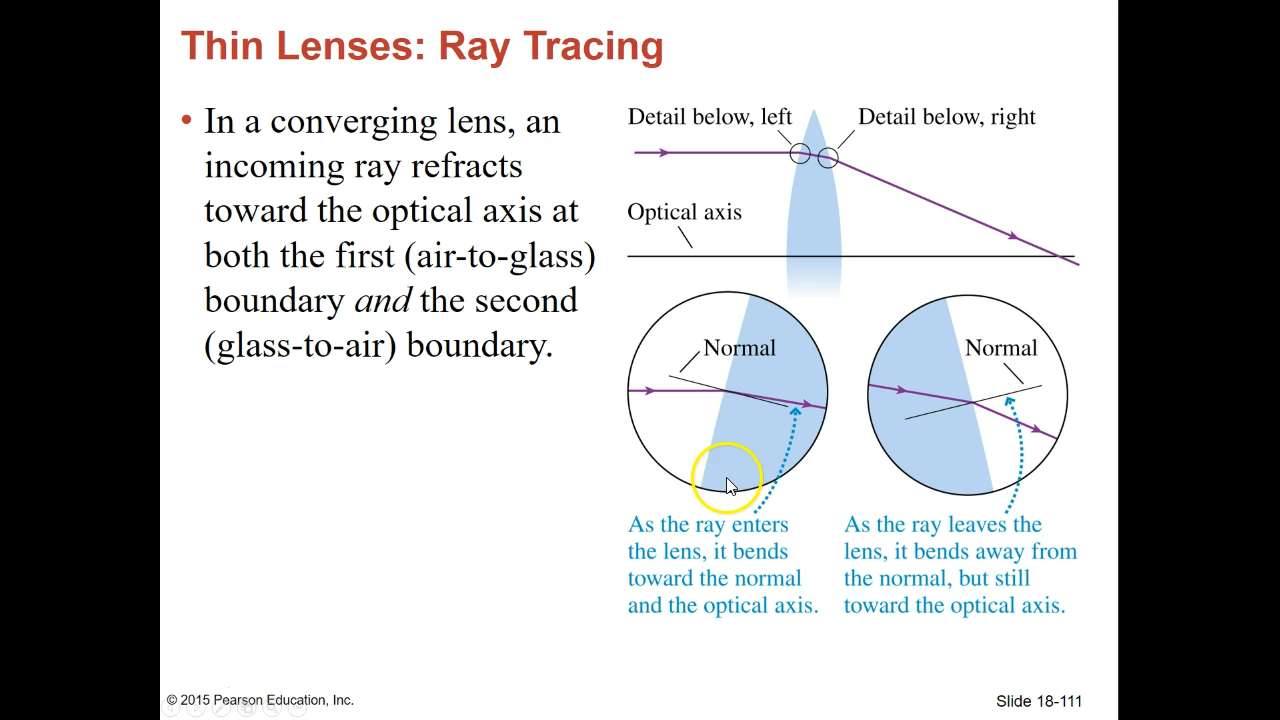 Thin Lenses: Ray Tracing
• In a converging lens, an
incoming ray refracts
toward the optical axis at
both the first (air-to-glass)
boundary and the second
(glass-to-air) boundary.
Detail below, left
Detail below, right
Optical axis
Normal
Normal
As the ray enters
the lens, it bends
toward the normal
and the optical axis.
As the ray leaves the
lens, it bends away from
the normal, but still
toward the optical axis.
© 2015 Pearson Education, Inc.
Slide 18-111